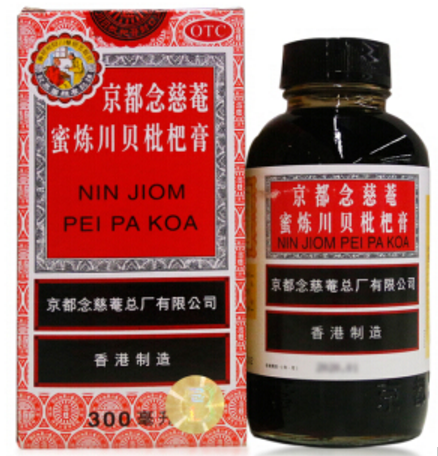 OTC
京都念慈菴
蜜炼川贝枇杷膏
NIN JIOM
PEI PA KOA
京都念慈菴总厂有限公司
香港制造
300毫升
京都念慈菴
蜜炼川贝枇杷膏
NIN JIOM PEI PA KOA
京都念慈菴总厂有限公司
香港制造